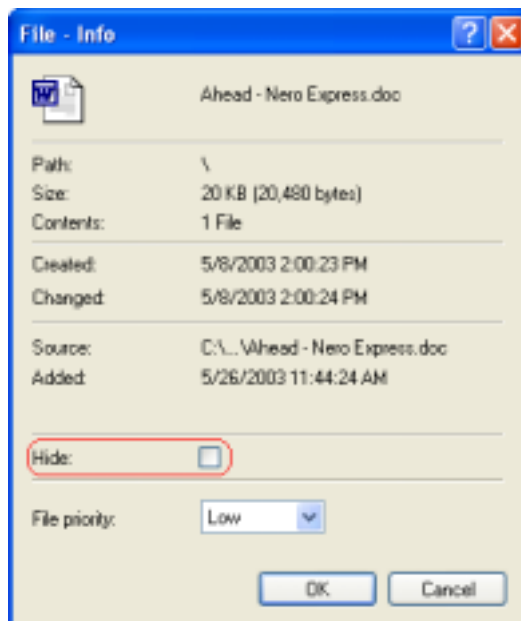 File - Info
Ahead - Nero Express.doc
Path: \
Size: 20 KB (20,480 bytes)
Contents: 1 File
Created: 5/8/2003 2:00:23 PM
Changed: 5/8/2003 2:00:24 PM
Source: C:\...\Ahead - Nero Express.doc
Added: 5/26/2003 11:44:24 AM
Hide:
File priority: Low
OK Cancel